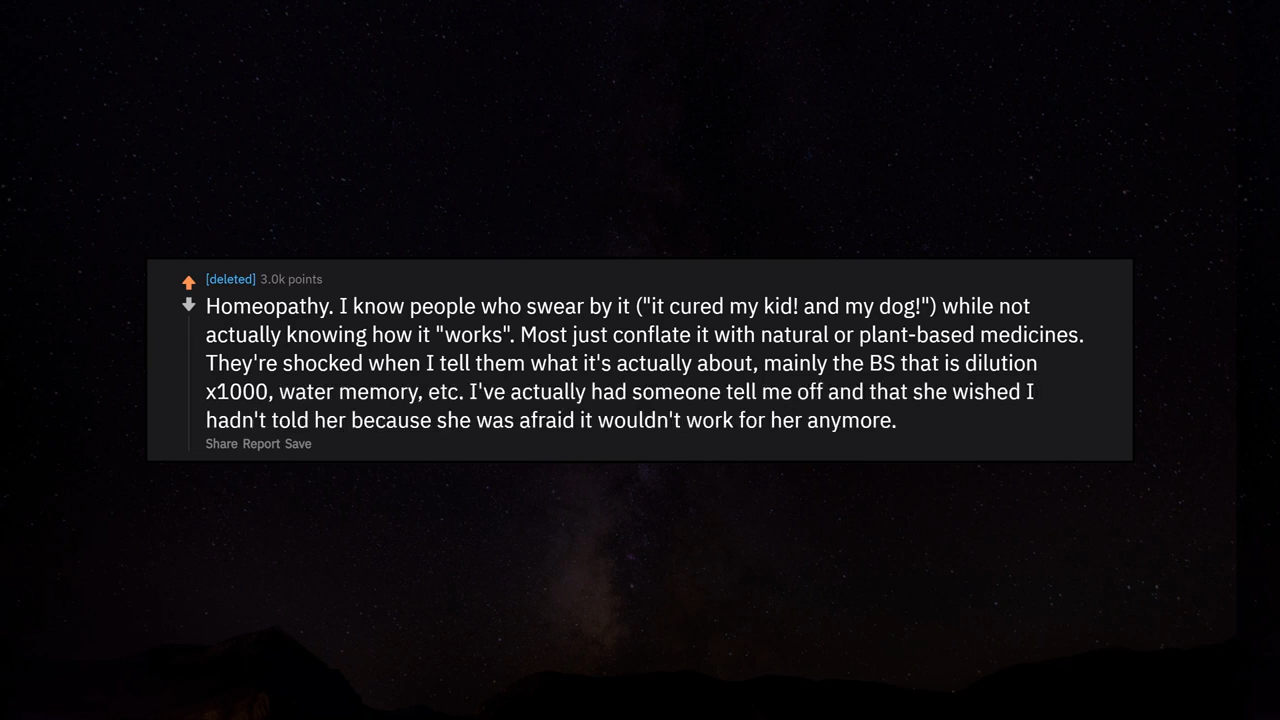 [deleted] 3.0k points
Homeopathy. I know people who swear by it ("it cured my kid! and my dog!") while not
actually knowing how it "works". Most just conflate it with natural or plant-based medicines.
They're shocked when I tell them what it's actually about, mainly the BS that is dilution
x1000, water memory, etc. I've actually had someone tell me off and that she wished I
hadn't told her because she was afraid it wouldn't work for her anymore.
Share Report Save